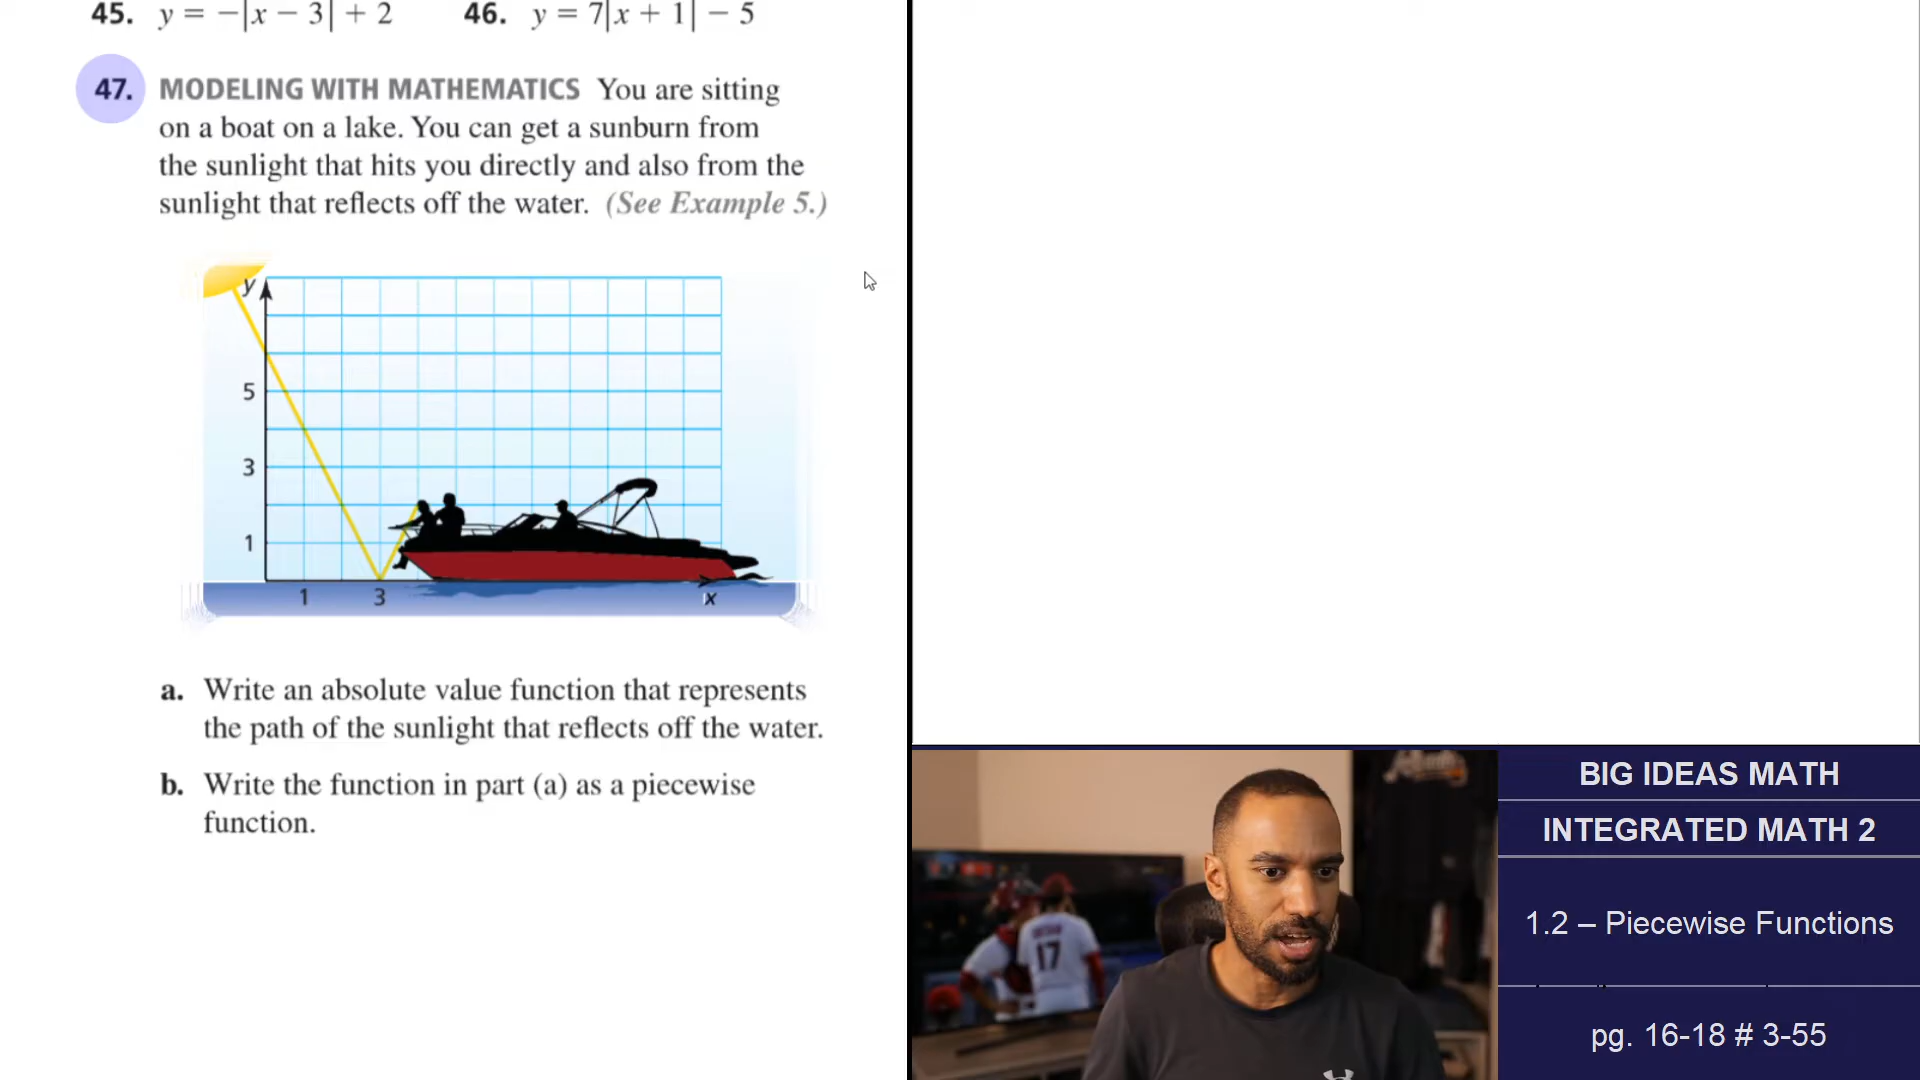 45. y = −|x − 3| + 2 46. y = 7|x + 1| − 5
47. MODELING WITH MATHEMATICS You are sitting
on a boat on a lake. You can get a sunburn from
the sunlight that hits you directly and also from the
sunlight that reflects off the water. (See Example 5.)
y
5
3
1
1 3 x
a. Write an absolute value function that represents
the path of the sunlight that reflects off the water.
b. Write the function in part (a) as a piecewise
function.
17
BIG IDEAS MATH
INTEGRATED MATH 2
1.2 – Piecewise Functions
pg. 16-18 # 3-55